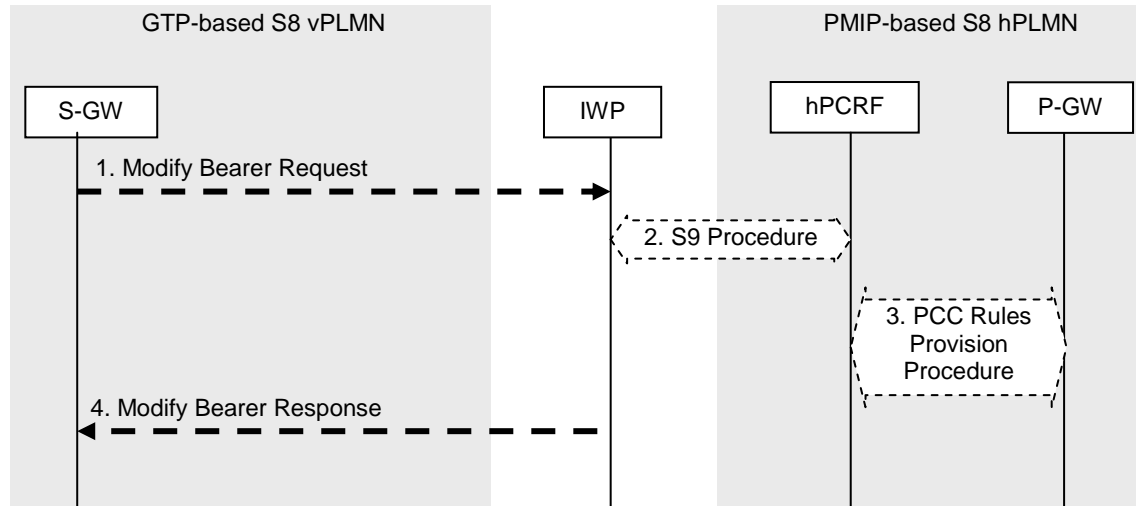 GTP-based S8 vPLMN
PMIP-based S8 hPLMN
S-GW
IWP
hPCRF
P-GW
1. Modify Bearer Request
2. S9 Procedure
3. PCC Rules
Provision
Procedure
4. Modify Bearer Response